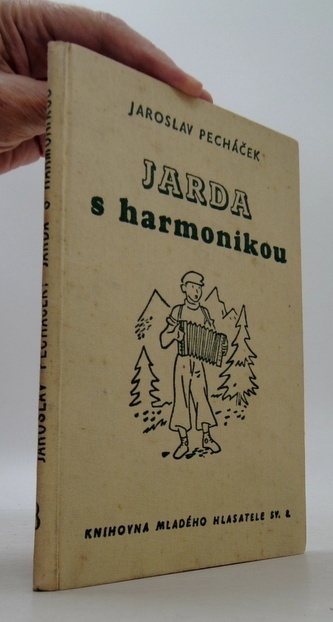 JAROSLAV PECHÁČEK
JARDA
s harmonikou
KNIHOVNA MLADÉHO HLASATELE SV. 8.
JAROSLAV PECHÁČEK: JARDA S HARMONIKOU
8